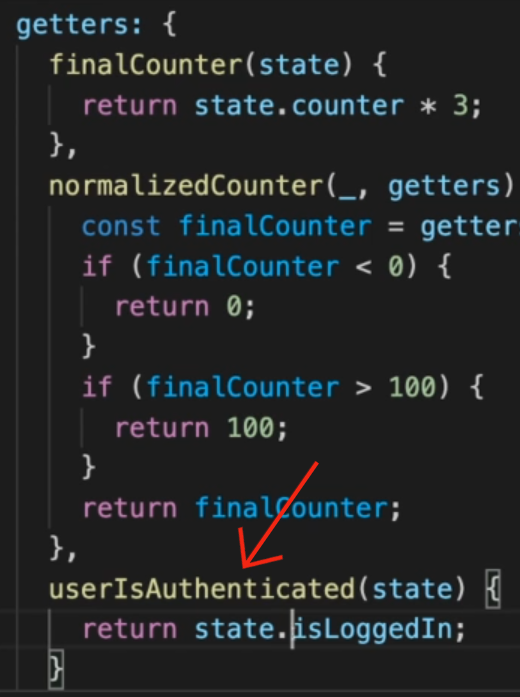 getters: {
finalCounter(state) {
return state.counter * 3;
},
normalizedCounter(_, getters)
const finalCounter = getter
if (finalCounter < 0) {
return 0;
}
if (finalCounter > 100) {
return 100;
}
return finalCounter;
},
userIsAuthenticated(state) {
return state.isLoggedIn;
}